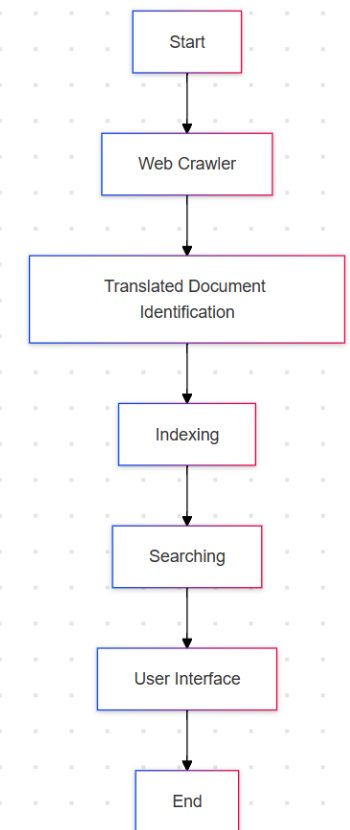 Start
Web Crawler
Translated Document
Identification
Indexing
Searching
User Interface
End